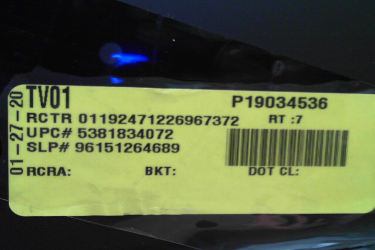 01-27-20
TV01 P19034536
RCTR 01192471226967372 RT :7
UPC# 5381834072
SLP# 96151264689
RCRA: BKT: DOT CL: